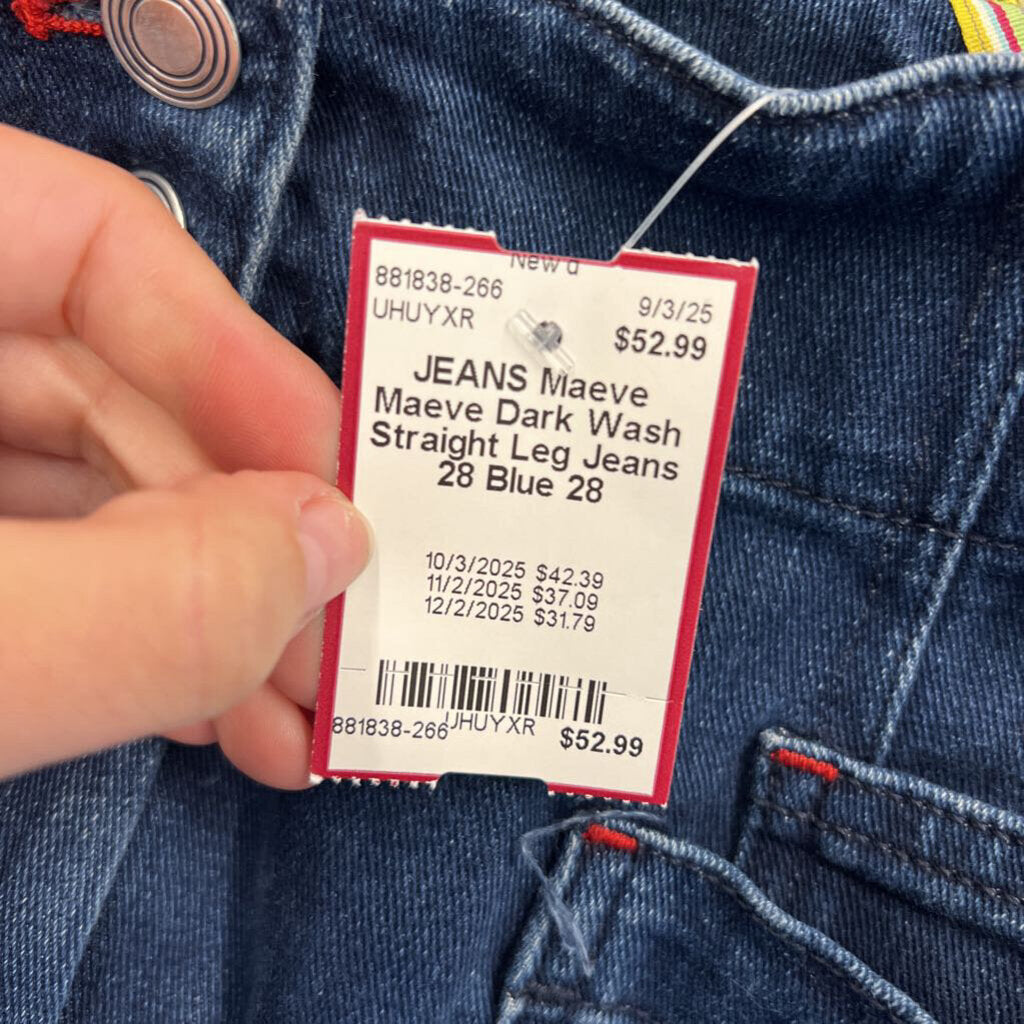 New
881838-266
UHUYXR
9/3/25
$52.99
JEANS Maeve
Maeve Dark Wash
Straight Leg Jeans
28 Blue 28
10/3/2025 $42.39
11/2/2025 $37.09
12/2/2025 $31.79
881838-266
UHUYXR
$52.99